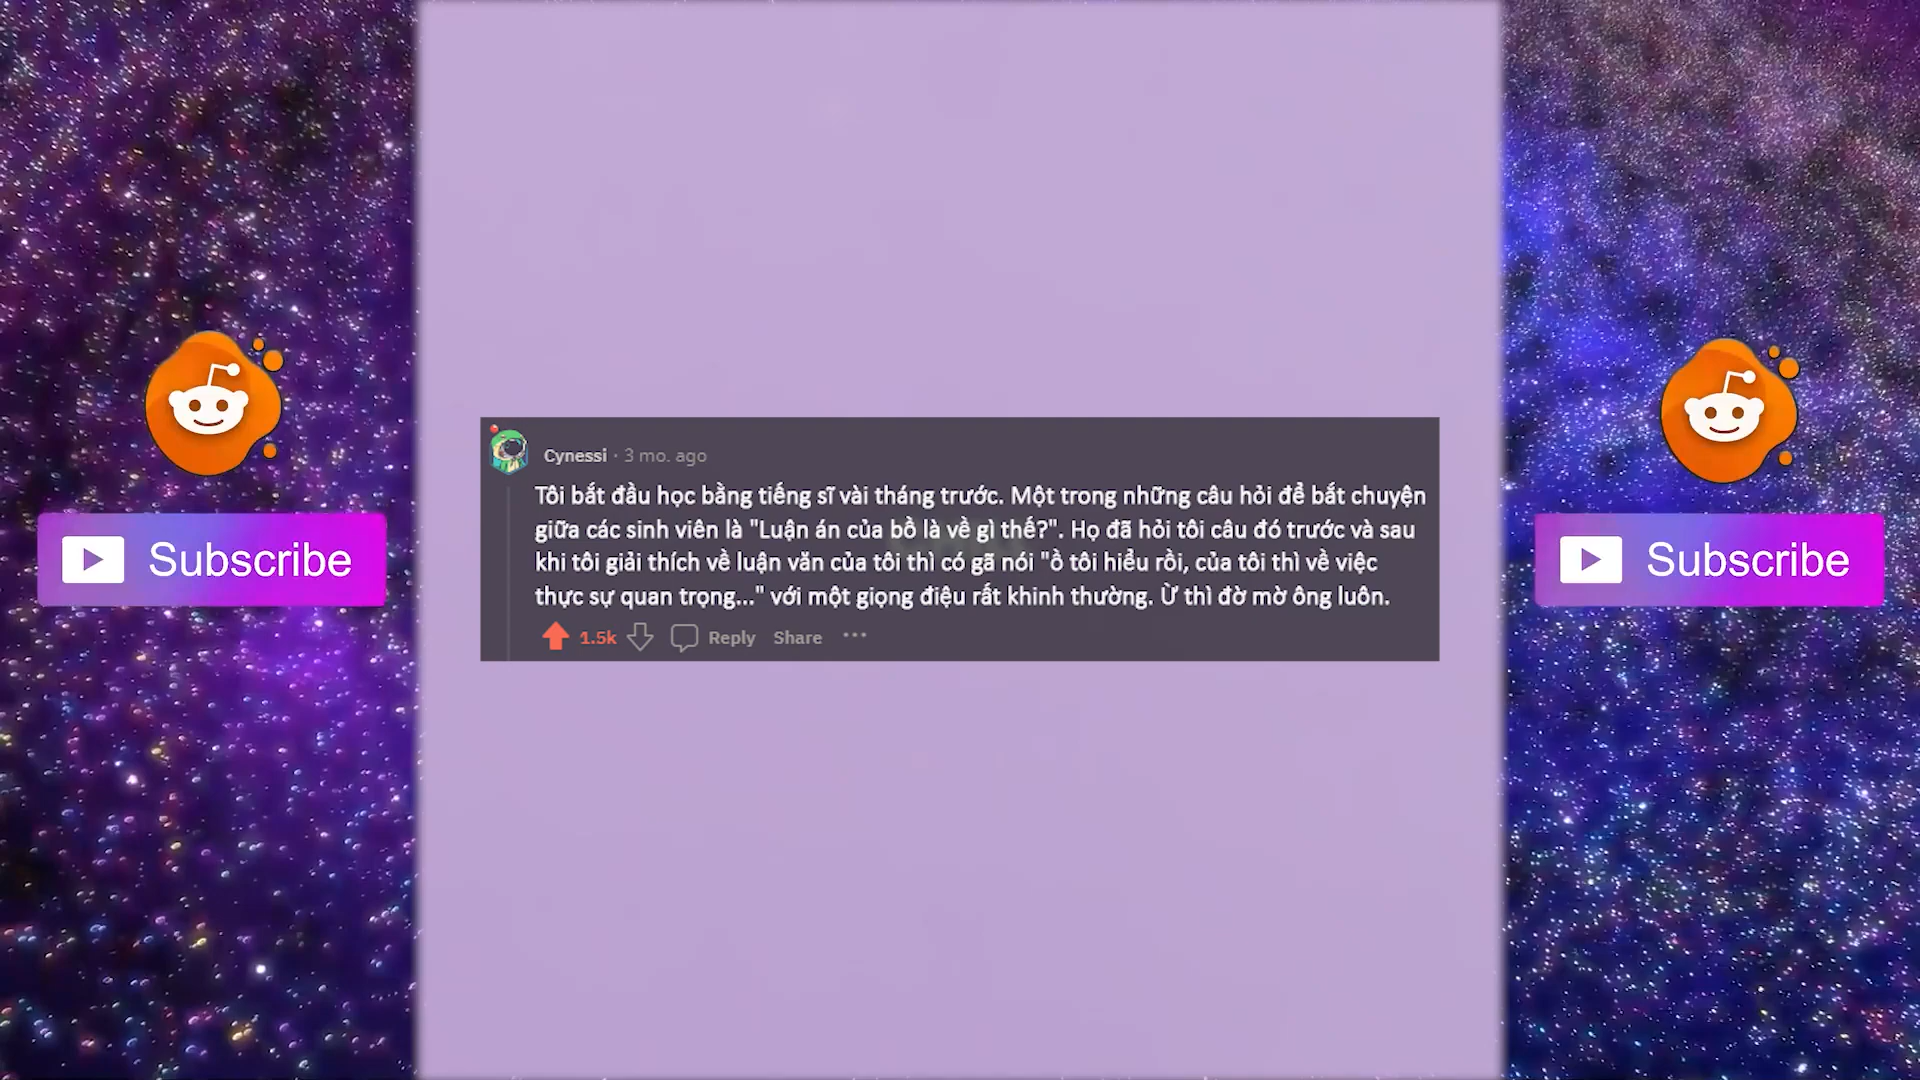 Cynessi · 3 mo. ago
Tôi bắt đầu học bằng tiếng sĩ vài tháng trước. Một trong những câu hỏi để bắt chuyện
giữa các sinh viên là "Luận án của bồ là về gì thế?". Họ đã hỏi tôi câu đó trước và sau
khi tôi giải thích về luận văn của tôi thì có gã nói "ồ tôi hiểu rồi, của tôi thì về việc
thực sự quan trọng..." với một giọng điệu rất khinh thường. Ừ thì đờ mờ ông luôn.
1.5k Reply Share ···
Subscribe
Subscribe